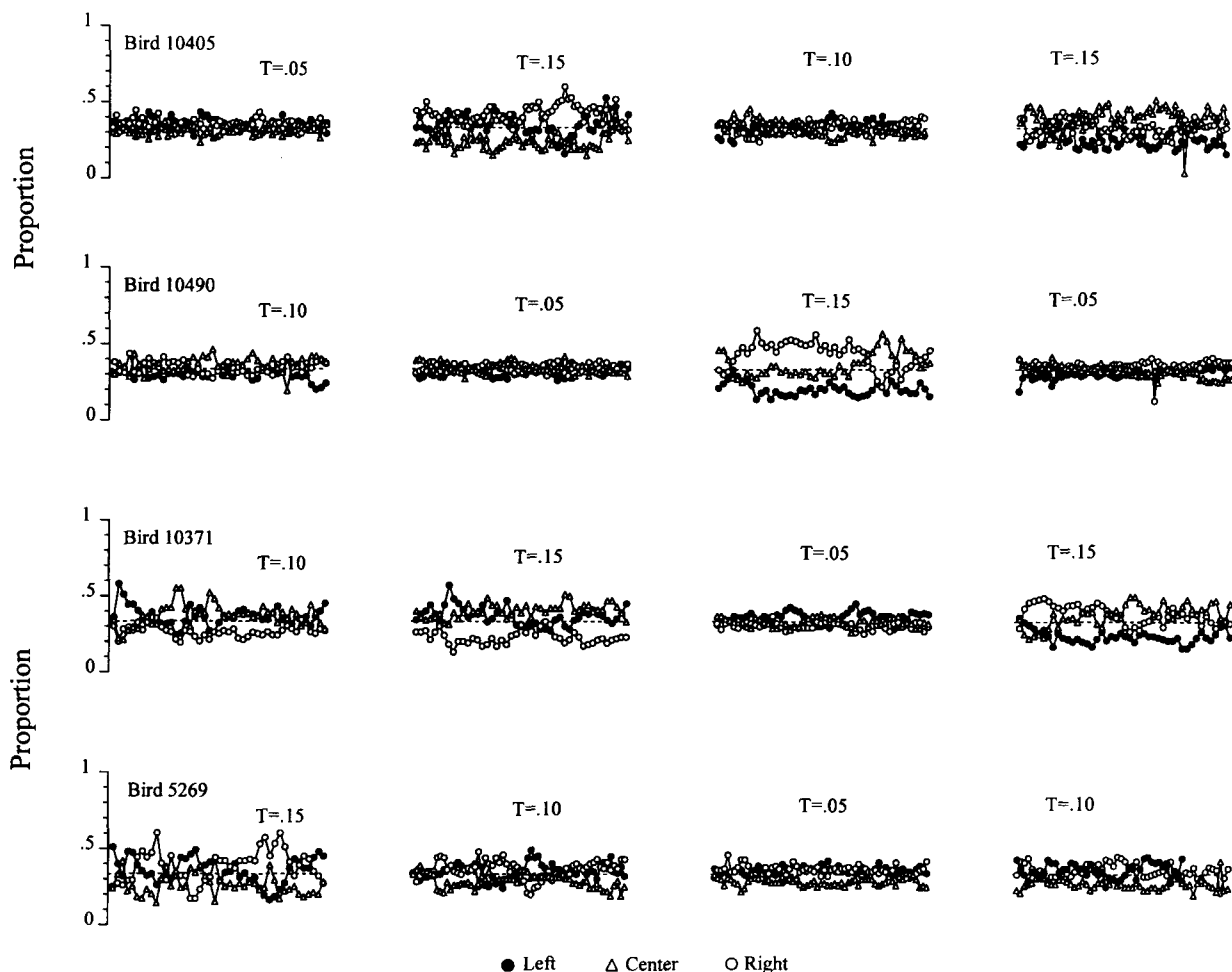 1
Bird 10405
T=.05
T=.15
T=.10
T=.15
.5
0
Proportion
1
Bird 10490
T=.10
T=.05
T=.15
T=.05
.5
0
1
Bird 10371
T=.10
T=.15
T=.05
T=.15
.5
0
Proportion
1
Bird 5269
T=.15
T=.10
T=.05
T=.10
.5
0
Left
Center
Right